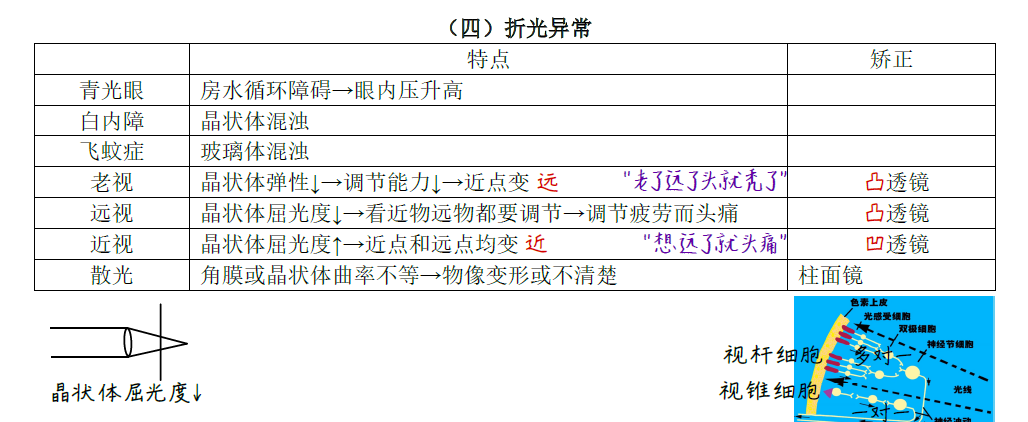 （四）折光异常
特点 矫正
青光眼 房水循环障碍→眼内压升高
白内障 晶状体混浊
飞蚊症 玻璃体混浊
老视 晶状体弹性↓→调节能力↓→近点变 远 "老了远了头就秃了" 凸透镜
远视 晶状体屈光度↓→看近物远物都要调节→调节疲劳而头痛 凸透镜
近视 晶状体屈光度↑→近点和远点均变 近 "想远了就头痛" 凹透镜
散光 角膜或晶状体曲率不等→物像变形或不清楚 柱面镜
色素上皮
光感受细胞
双极细胞
神经节细胞
视杆细胞 多对一
晶状体屈光度↓
视锥细胞
光线
一对一